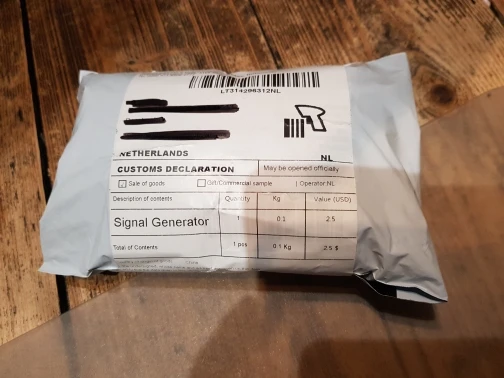 LT314296312NL
NETHERLANDS NL
CUSTOMS DECLARATION May be opened officially
Sale of goods Gift/Commercial sample Operator:NL
Description of contents Quantity Kg Value (USD)
Signal Generator 1 0.1 2.5
Total of Contents 1 pcs 0.1 Kg 2.5 $